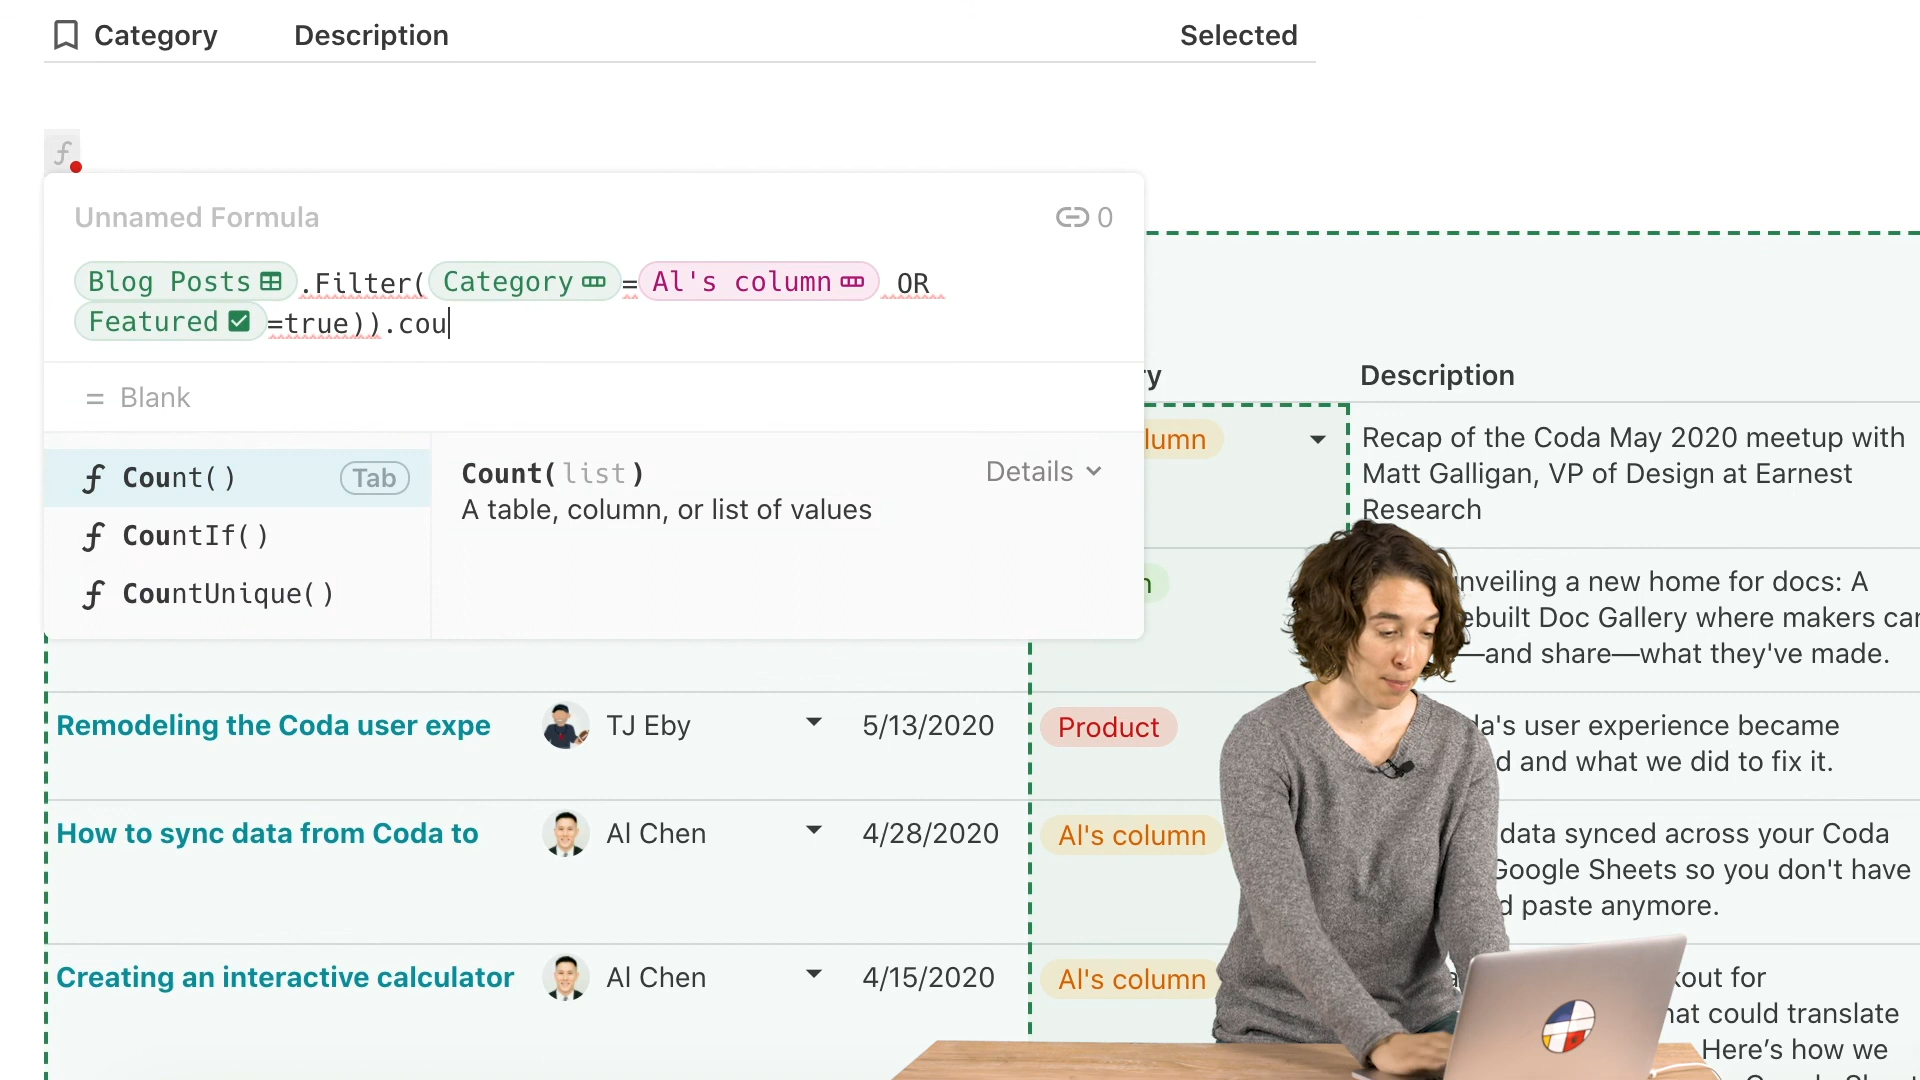 Category Description Selected
Unnamed Formula 0
Blog Posts .Filter( Category = Al's column OR
Featured =true)).cou
= Blank
Description
Count() Tab Count(list) Details
A table, column, or list of values
CountIf()
CountUnique()
Recap of the Coda May 2020 meetup with
Matt Galligan, VP of Design at Earnest
Research
a new home for docs: A
Doc Gallery where makers
—and share—what they've made.
Remodeling the Coda user expe TJ Eby 5/13/2020 Product
user experience became
and what we did to fix it.
How to sync data from Coda to Al Chen 4/28/2020 Al's column
data synced across your Coda
Google Sheets so you don't have
paste anymore.
Creating an interactive calculator Al Chen 4/15/2020 Al's column
for
could translate
Here's how we